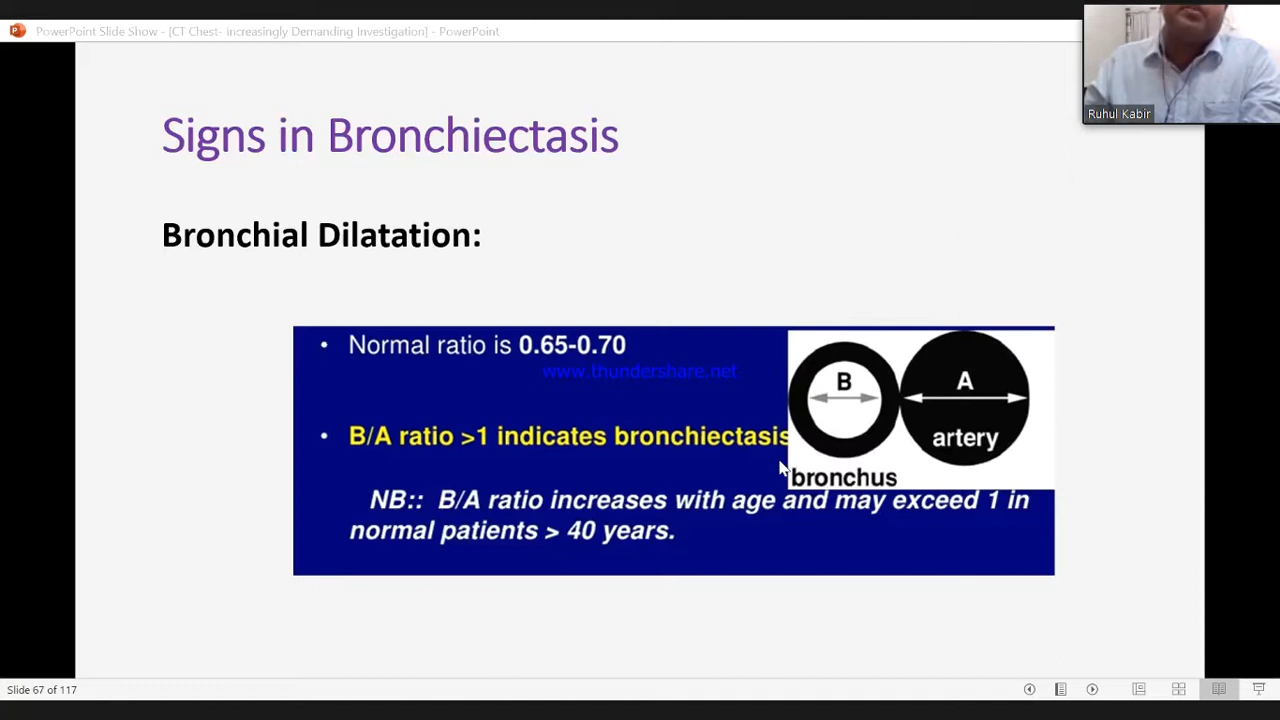 PowerPoint Slide Show - [CT Chest- increasingly Demanding Investigation] - PowerPoint
Ruhul Kabir
Signs in Bronchiectasis
Bronchial Dilatation:
• Normal ratio is 0.65-0.70
www.thundershare.net
• B/A ratio >1 indicates bronchiectasis
B
A
artery
bronchus
NB:: B/A ratio increases with age and may exceed 1 in
normal patients > 40 years.
Slide 67 of 117